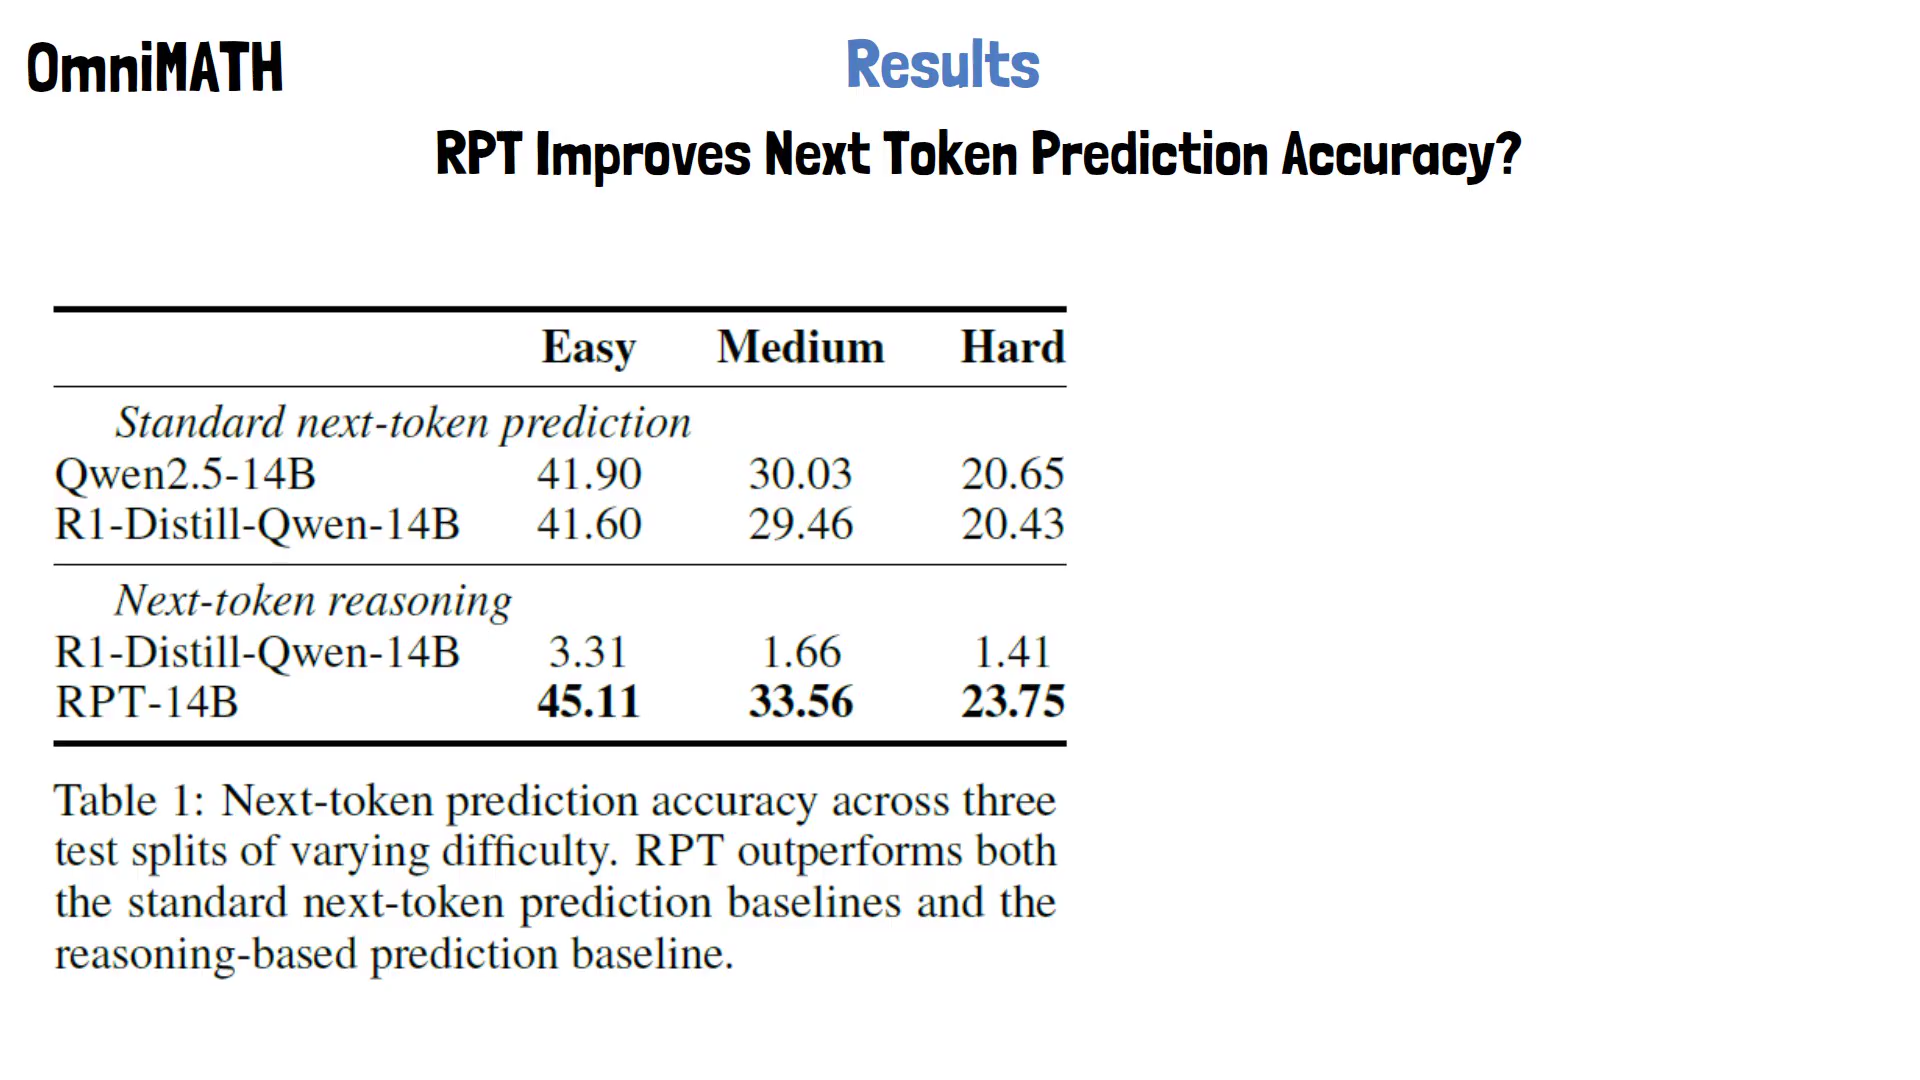 OmniMATH
Results
RPT Improves Next Token Prediction Accuracy?
Easy Medium Hard
Standard next-token prediction
Qwen2.5-14B 41.90 30.03 20.65
R1-Distill-Qwen-14B 41.60 29.46 20.43
Next-token reasoning
R1-Distill-Qwen-14B 3.31 1.66 1.41
RPT-14B 45.11 33.56 23.75
Table 1: Next-token prediction accuracy across three
test splits of varying difficulty. RPT outperforms both
the standard next-token prediction baselines and the
reasoning-based prediction baseline.